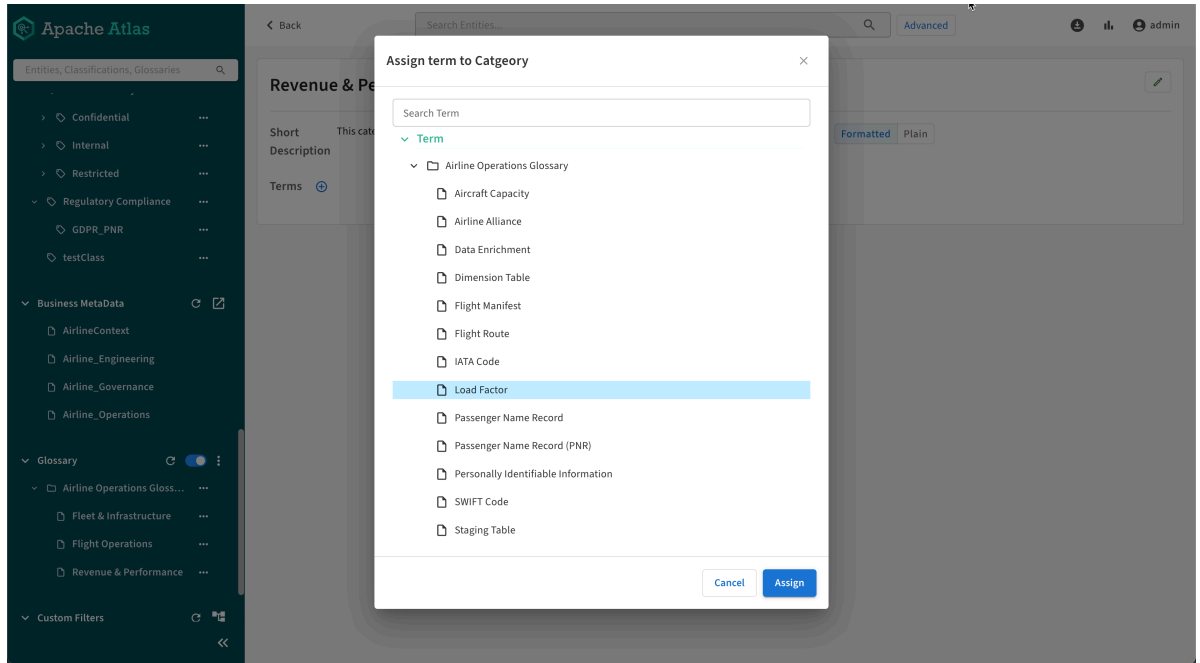 Apache Atlas
Entities, Classifications, Glossaries
Confidential
Internal
Restricted
Regulatory Compliance
GDPR_PNR
testClass
Business MetaData
AirlineContext
Airline_Engineering
Airline_Governance
Airline_Operations
Glossary
Airline Operations Gloss...
Fleet & Infrastructure
Flight Operations
Revenue & Performance
Custom Filters
Back
Search Entities...
Advanced
admin
Revenue & Pe
Short
Description
This cate
Formatted
Plain
Terms
Assign term to Catgeory
Search Term
Term
Airline Operations Glossary
Aircraft Capacity
Airline Alliance
Data Enrichment
Dimension Table
Flight Manifest
Flight Route
IATA Code
Load Factor
Passenger Name Record
Passenger Name Record (PNR)
Personally Identifiable Information
SWIFT Code
Staging Table
Cancel
Assign